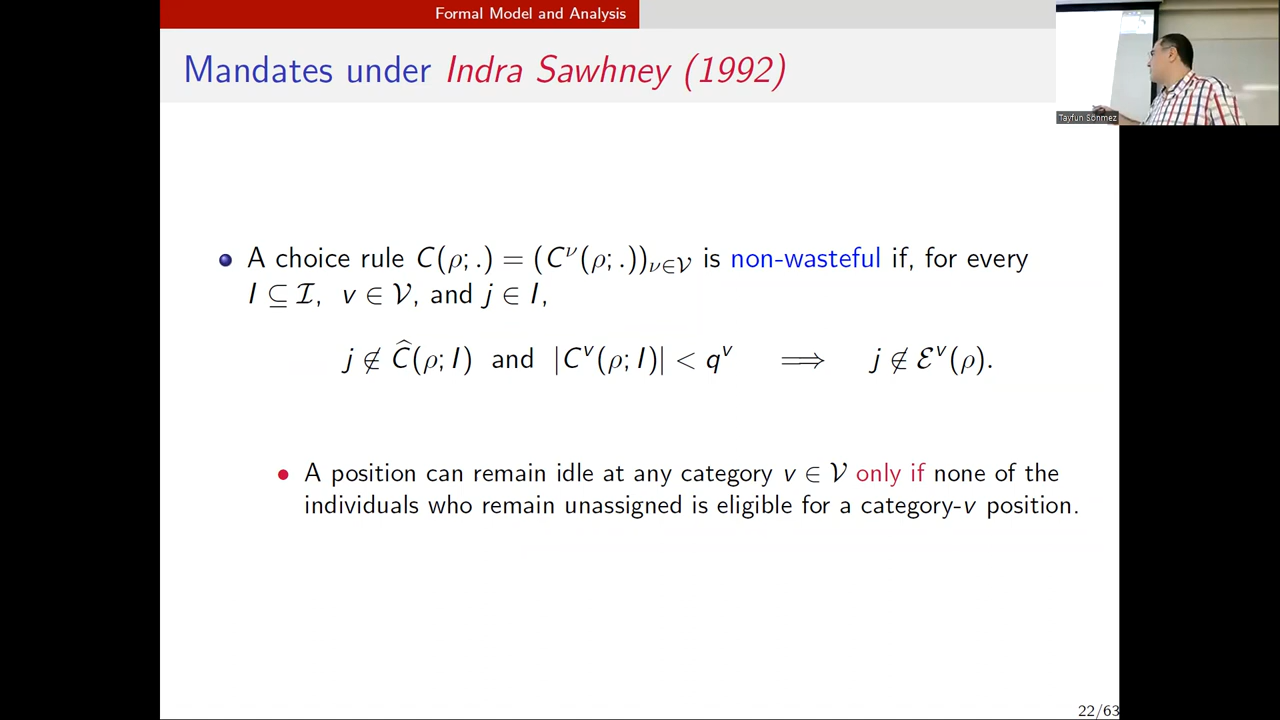 Formal Model and Analysis
Mandates under Indra Sawhney (1992)
Tayfun Sönmez
A choice rule C(ρ; .) = (C^ν(ρ; .))_{ν∈𝒱} is non-wasteful if, for every
I ⊆ ℐ, v ∈ 𝒱, and j ∈ I,
j ∉ Ĉ(ρ; I) and |C^v(ρ; I)| < q^v ⟹ j ∉ ℰ^v(ρ).
A position can remain idle at any category v ∈ 𝒱 only if none of the
individuals who remain unassigned is eligible for a category-v position.
22/63